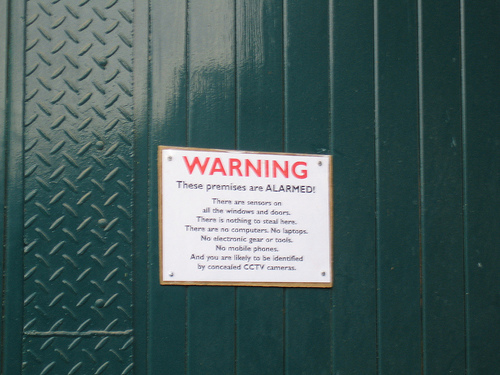 WARNING
These premises are ALARMED!
There are sensors on
all the windows and doors.
There is nothing to steal here.
There are no computers. No laptops.
No electronic gear or tools.
No mobile phones.
And you are likely to be identified
by concealed CCTV cameras.